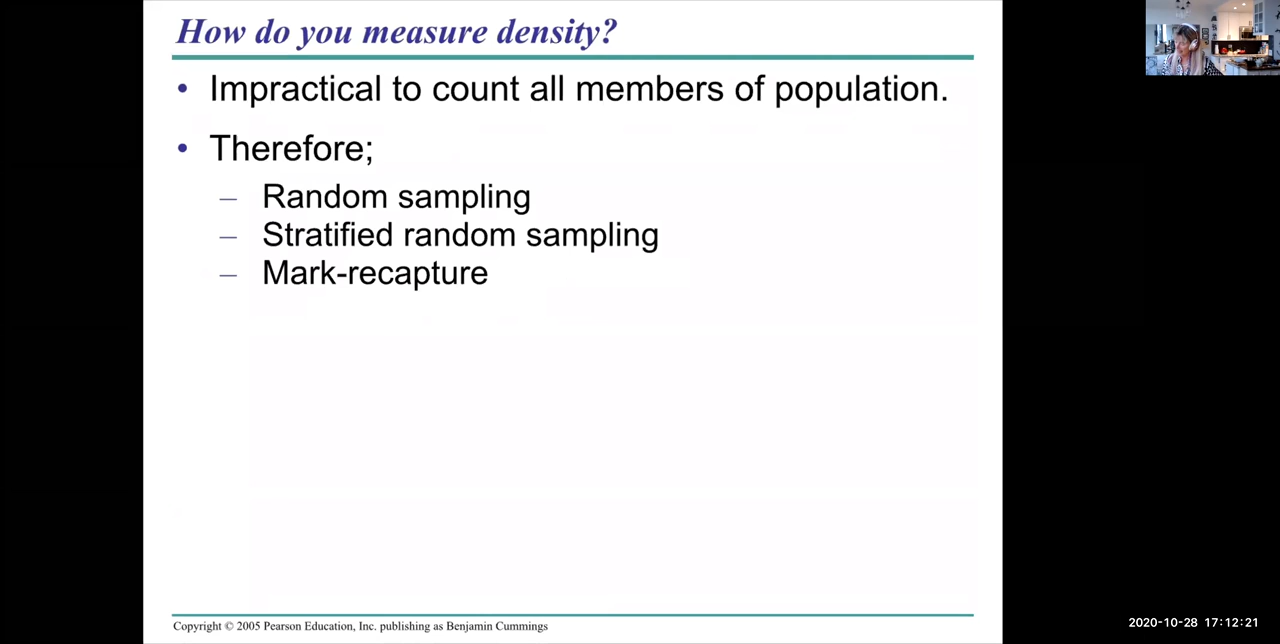 How do you measure density?
• Impractical to count all members of population.
• Therefore;
– Random sampling
– Stratified random sampling
– Mark-recapture
Copyright © 2005 Pearson Education, Inc. publishing as Benjamin Cummings
2020-10-28 17:12:21